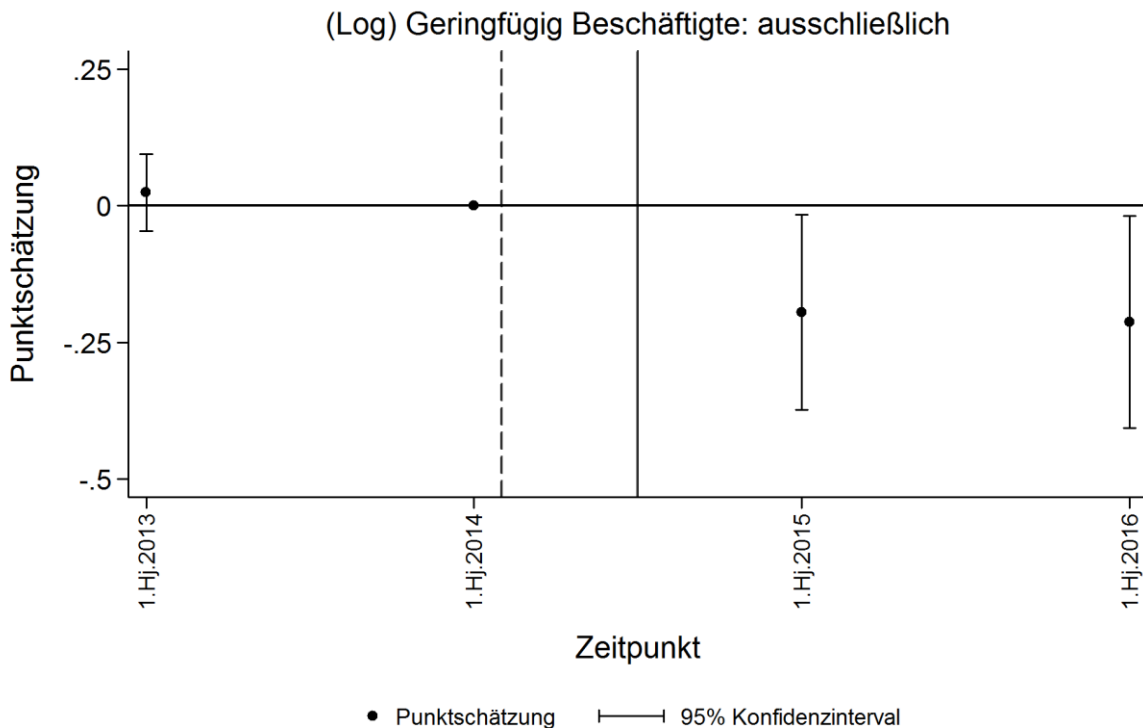 (Log) Geringfügig Beschäftigte: ausschließlich
Punktschätzung
.25
0
-.25
-.5
1.Hj.2013
1.Hj.2014
1.Hj.2015
1.Hj.2016
Zeitpunkt
Punktschätzung
95% Konfidenzinterval